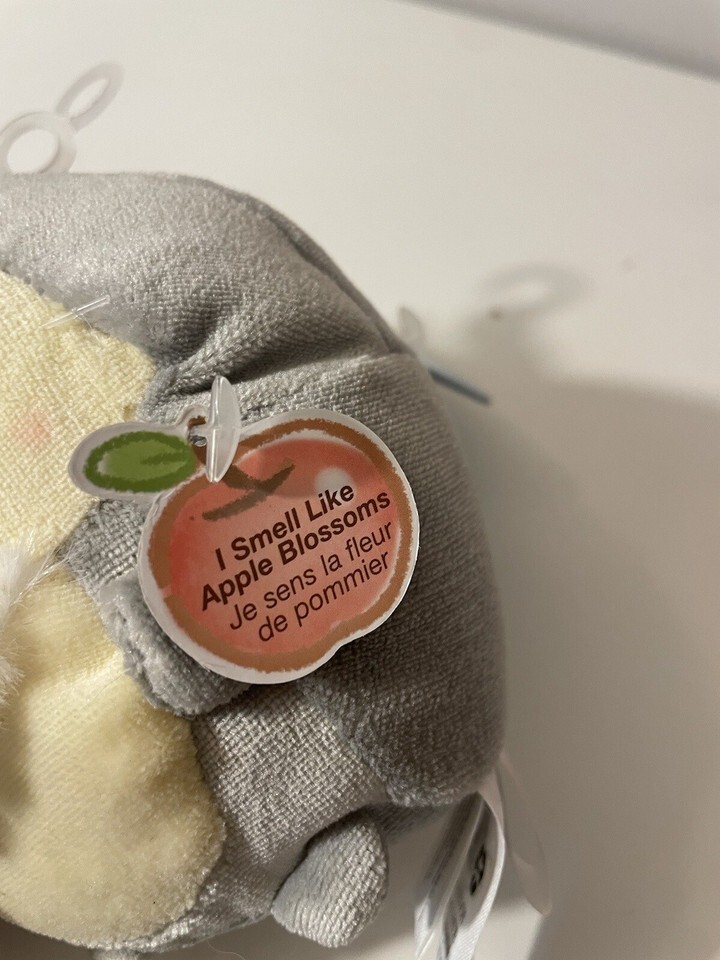 I Smell Like
Apple Blossoms
Je sens la fleur
de pommier